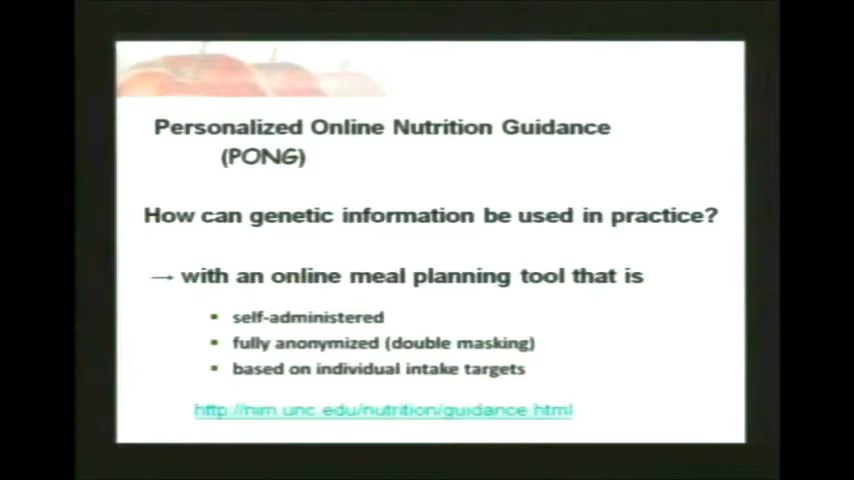 Personalized Online Nutrition Guidance
(PONG)
How can genetic information be used in practice?
→ with an online meal planning tool that is
▪ self-administered
▪ fully anonymized (double masking)
▪ based on individual intake targets
http://nim.unc.edu/nutrition/guidance.html